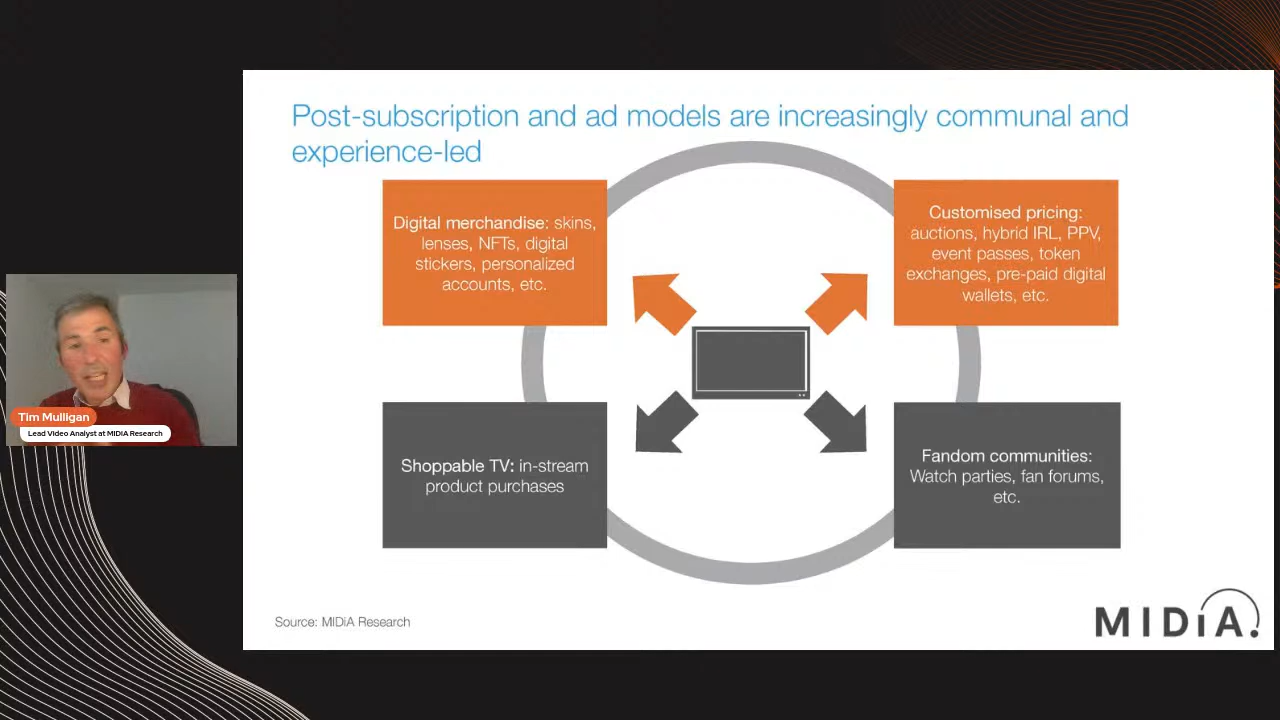 Post-subscription and ad models are increasingly communal and
experience-led
Digital merchandise: skins,
lenses, NFTs, digital
stickers, personalized
accounts, etc.
Customised pricing:
auctions, hybrid IRL, PPV,
event passes, token
exchanges, pre-paid digital
wallets, etc.
Tim Mulligan
Lead Video Analyst at MIDiA Research
Shoppable TV: in-stream
product purchases
Fandom communities:
Watch parties, fan forums,
etc.
Source: MIDiA Research
MIDiA.